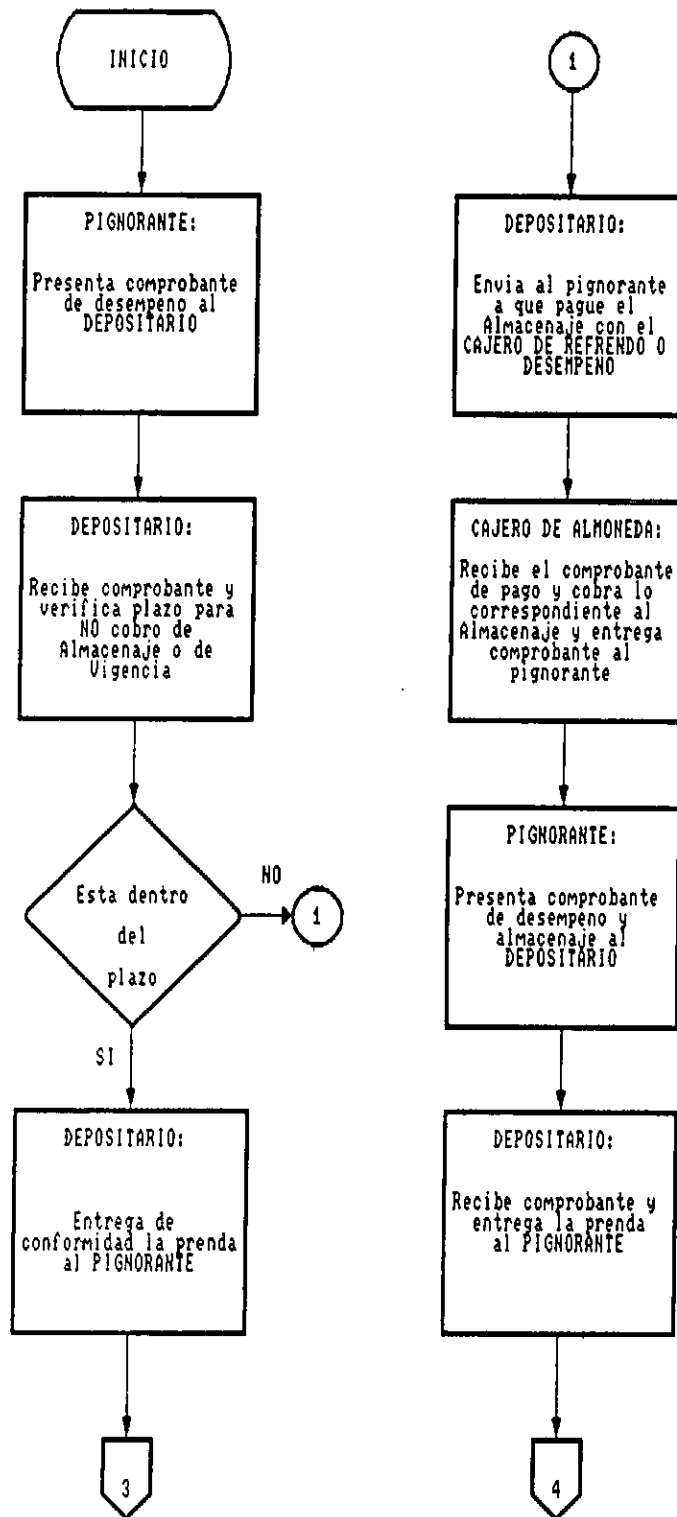 INICIO
PIGNORANTE:
Presenta comprobante
de desempeno al
DEPOSITARIO
DEPOSITARIO:
Recibe comprobante y
verifica plazo para
NO cobro de
Almacenaje o de
Vigencia
Esta dentro
del
plazo
NO
1
SI
DEPOSITARIO:
Entrega de
conformidad la prenda
al PIGNORANTE
3
1
DEPOSITARIO:
Envia al pignorante
a que pague el
Almacenaje con el
CAJERO DE REFRENDO O
DESEMPENO
CAJERO DE ALMONEDA:
Recibe el comprobante
de pago y cobra lo
correspondiente al
Almacenaje y entrega
comprobante al
pignorante
PIGNORANTE:
Presenta comprobante
de desempeno y
almacenaje al
DEPOSITARIO
DEPOSITARIO:
Recibe comprobante y
entrega la prenda
al PIGNORANTE
4